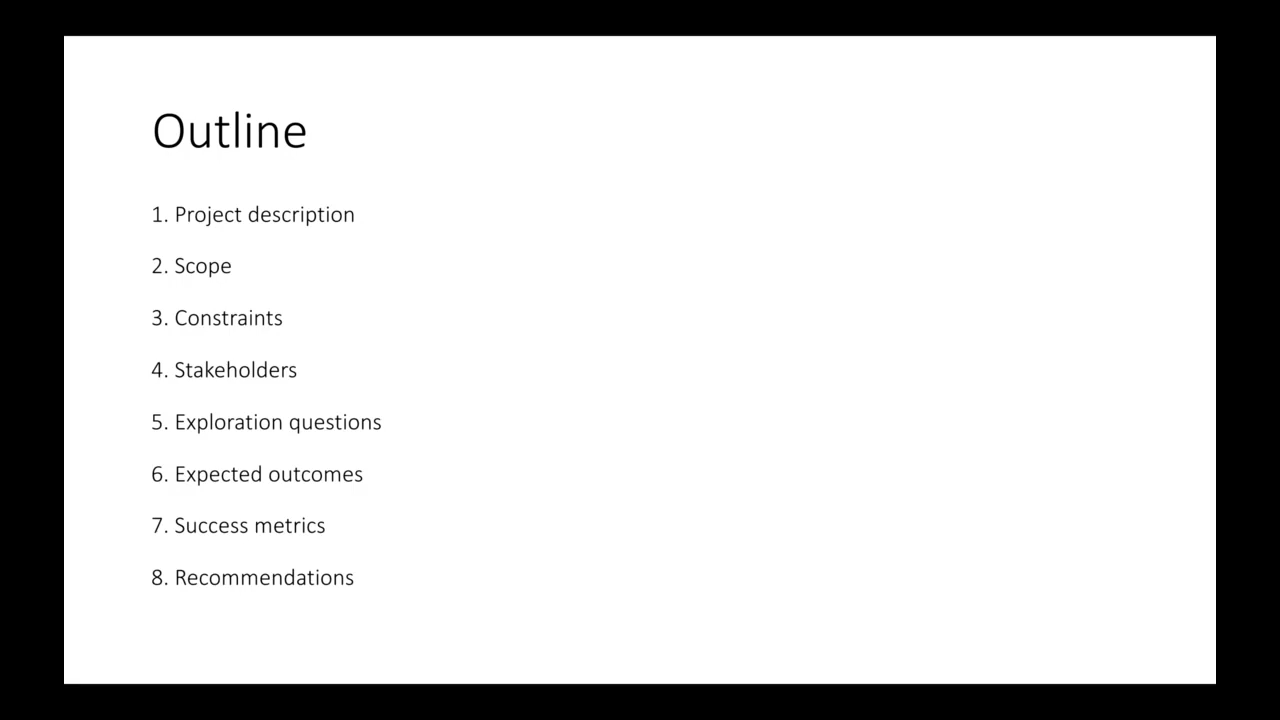 Outline
1. Project description
2. Scope
3. Constraints
4. Stakeholders
5. Exploration questions
6. Expected outcomes
7. Success metrics
8. Recommendations